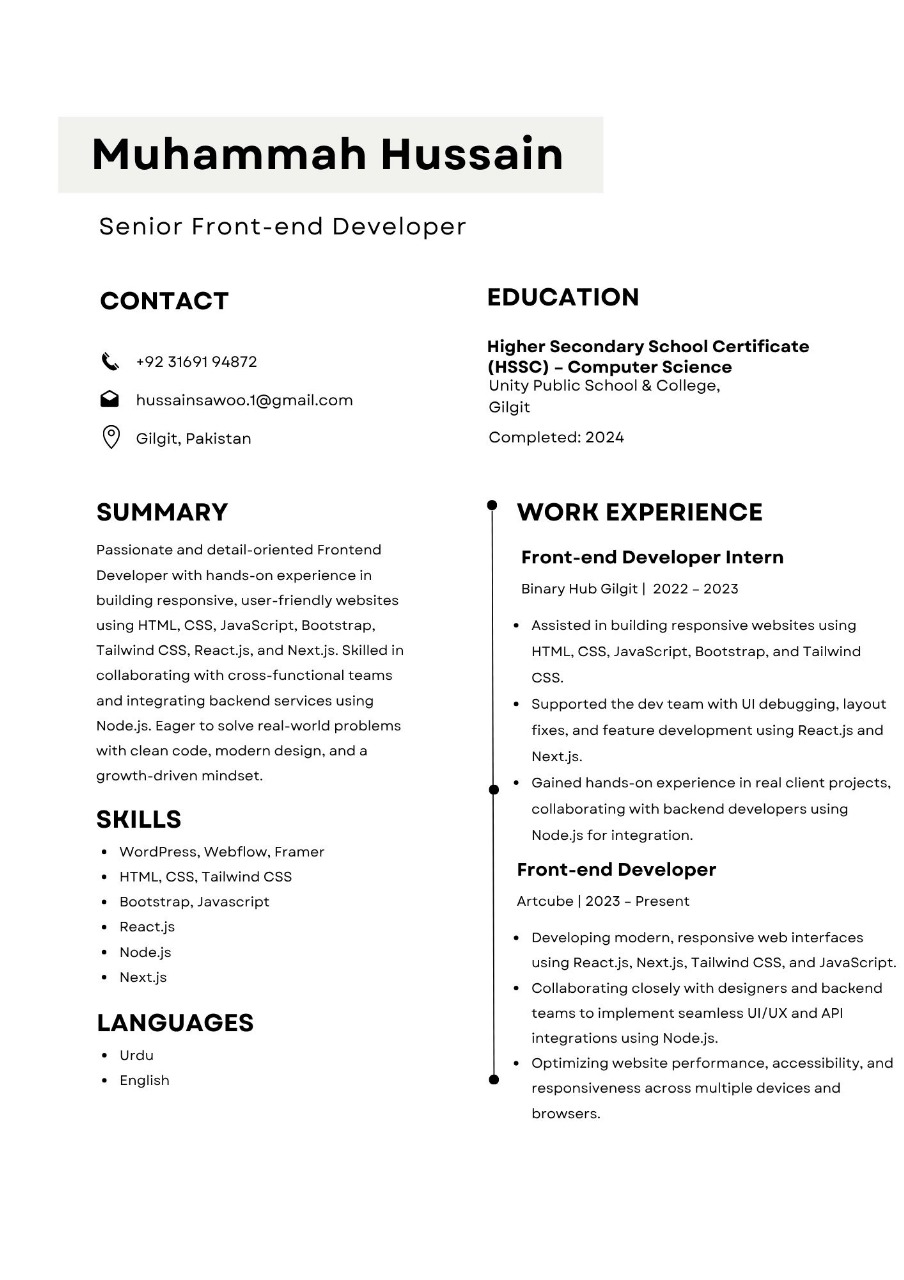 Muhammah Hussain
Senior Front-end Developer
CONTACT
+92 31691 94872
hussainsawoo.1@gmail.com
Gilgit, Pakistan
EDUCATION
Higher Secondary School Certificate
(HSSC) – Computer Science
Unity Public School & College,
Gilgit
Completed: 2024
SUMMARY
Passionate and detail-oriented Frontend
Developer with hands-on experience in
building responsive, user-friendly websites
using HTML, CSS, JavaScript, Bootstrap,
Tailwind CSS, React.js, and Next.js. Skilled in
collaborating with cross-functional teams
and integrating backend services using
Node.js. Eager to solve real-world problems
with clean code, modern design, and a
growth-driven mindset.
SKILLS
• WordPress, Webflow, Framer
• HTML, CSS, Tailwind CSS
• Bootstrap, Javascript
• React.js
• Node.js
• Next.js
LANGUAGES
• Urdu
• English
WORK EXPERIENCE
Front-end Developer Intern
Binary Hub Gilgit | 2022 – 2023
• Assisted in building responsive websites using
HTML, CSS, JavaScript, Bootstrap, and Tailwind
CSS.
• Supported the dev team with UI debugging, layout
fixes, and feature development using React.js and
Next.js.
• Gained hands-on experience in real client projects,
collaborating with backend developers using
Node.js for integration.
Front-end Developer
Artcube | 2023 – Present
• Developing modern, responsive web interfaces
using React.js, Next.js, Tailwind CSS, and JavaScript.
• Collaborating closely with designers and backend
teams to implement seamless UI/UX and API
integrations using Node.js.
• Optimizing website performance, accessibility, and
responsiveness across multiple devices and
browsers.